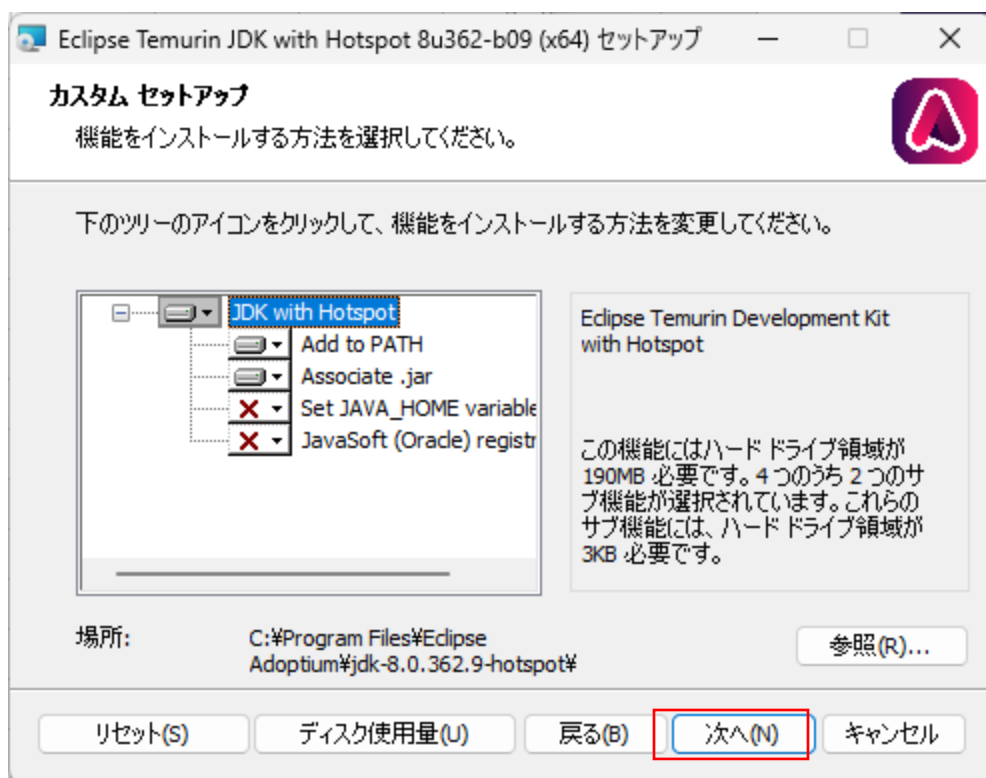 Eclipse Temurin JDK with Hotspot 8u362-b09 (x64) セットアップ
カスタム セットアップ
機能をインストールする方法を選択してください。
下のツリーのアイコンをクリックして、機能をインストールする方法を変更してください。
JDK with Hotspot
Add to PATH
Associate .jar
Set JAVA_HOME variable
JavaSoft (Oracle) registr
Eclipse Temurin Development Kit
with Hotspot
この機能にはハード ドライブ領域が
190MB 必要です。4 つのうち 2 つのサ
ブ機能が選択されています。これらの
サブ機能には、ハード ドライブ領域が
3KB 必要です。
場所:
C:¥Program Files¥Eclipse
Adoptium¥jdk-8.0.362.9-hotspot¥
参照(R)...
リセット(S)
ディスク使用量(U)
戻る(B)
次へ(N)
キャンセル